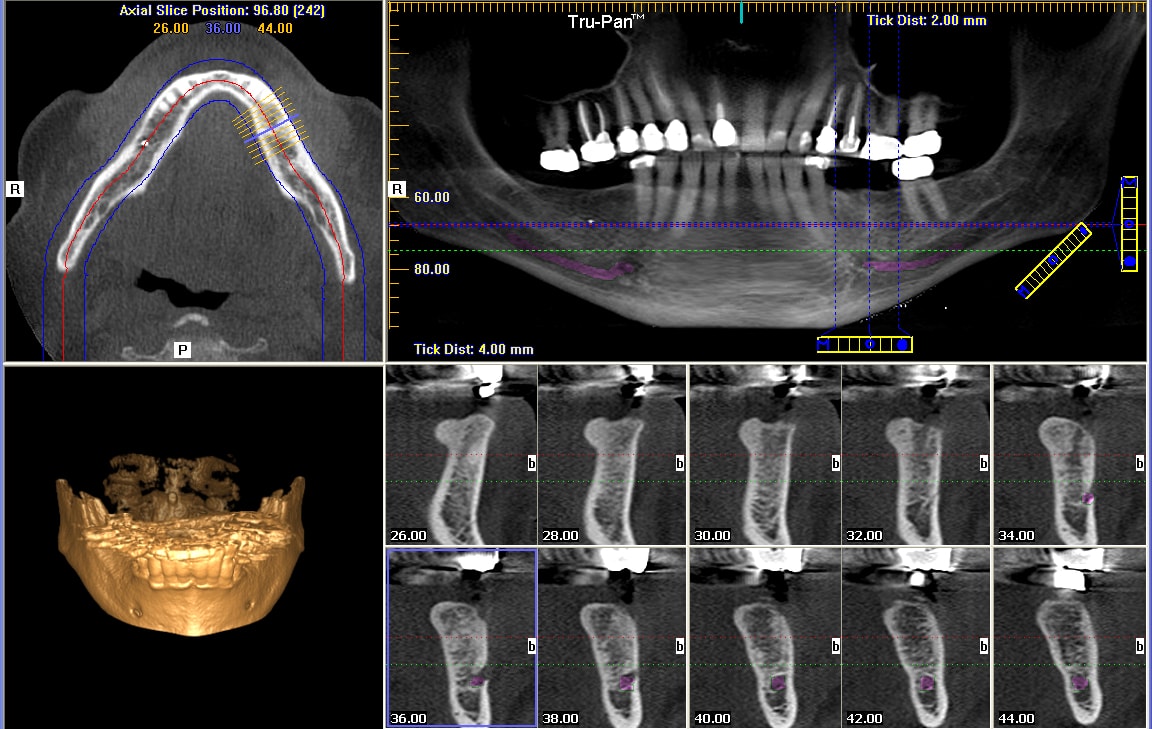 Axial Slice Position: 96.80 (242)
26.00 36.00 44.00
R
P
Tru-Pan™
Tick Dist: 2.00 mm
R
60.00
80.00
Tick Dist: 4.00 mm
b
26.00
b
28.00
b
30.00
b
32.00
b
34.00
b
36.00
b
38.00
b
40.00
b
42.00
b
44.00